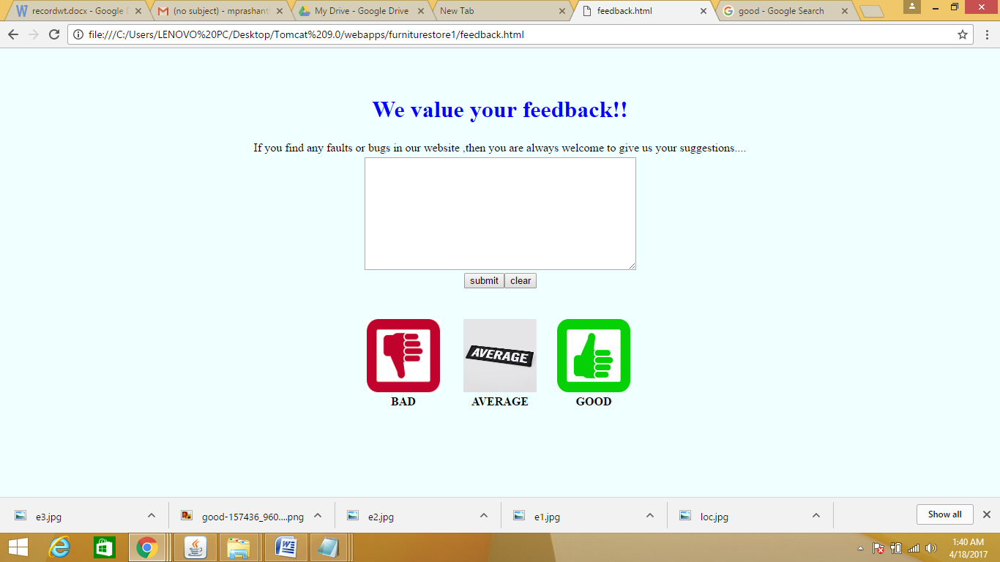 recordwt.docx - Google D
(no subject) - mprashant
My Drive - Google Drive
New Tab
feedback.html
good - Google Search
file:///C:/Users/LENOVO%20PC/Desktop/Tomcat%209.0/webapps/furniturestore1/feedback.html
We value your feedback!!
If you find any faults or bugs in our website ,then you are always welcome to give us your suggestions....
submit clear
AVERAGE
BAD AVERAGE GOOD
e3.jpg
good-157436_960....png
e2.jpg
e1.jpg
loc.jpg
Show all
1:40 AM
4/18/2017